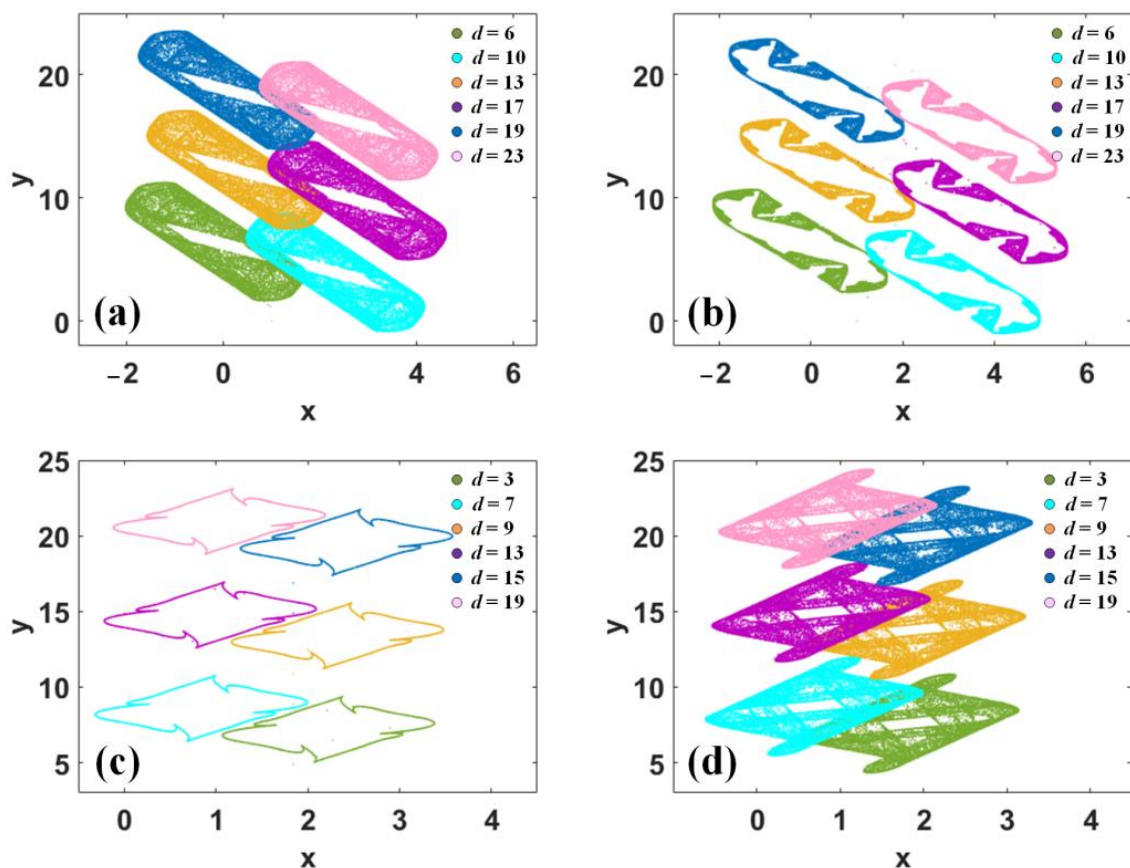 d = 6
d = 10
d = 13
d = 17
d = 19
d = 23
20
10
0
y
(a)
−2 0 2 4 6
x
d = 6
d = 10
d = 13
d = 17
d = 19
d = 23
20
10
0
y
(b)
−2 0 2 4 6
x
25
20
15
10
5
y
d = 3
d = 7
d = 9
d = 13
d = 15
d = 19
(c)
0 1 2 3 4
x
25
20
15
10
5
y
d = 3
d = 7
d = 9
d = 13
d = 15
d = 19
(d)
0 1 2 3 4
x